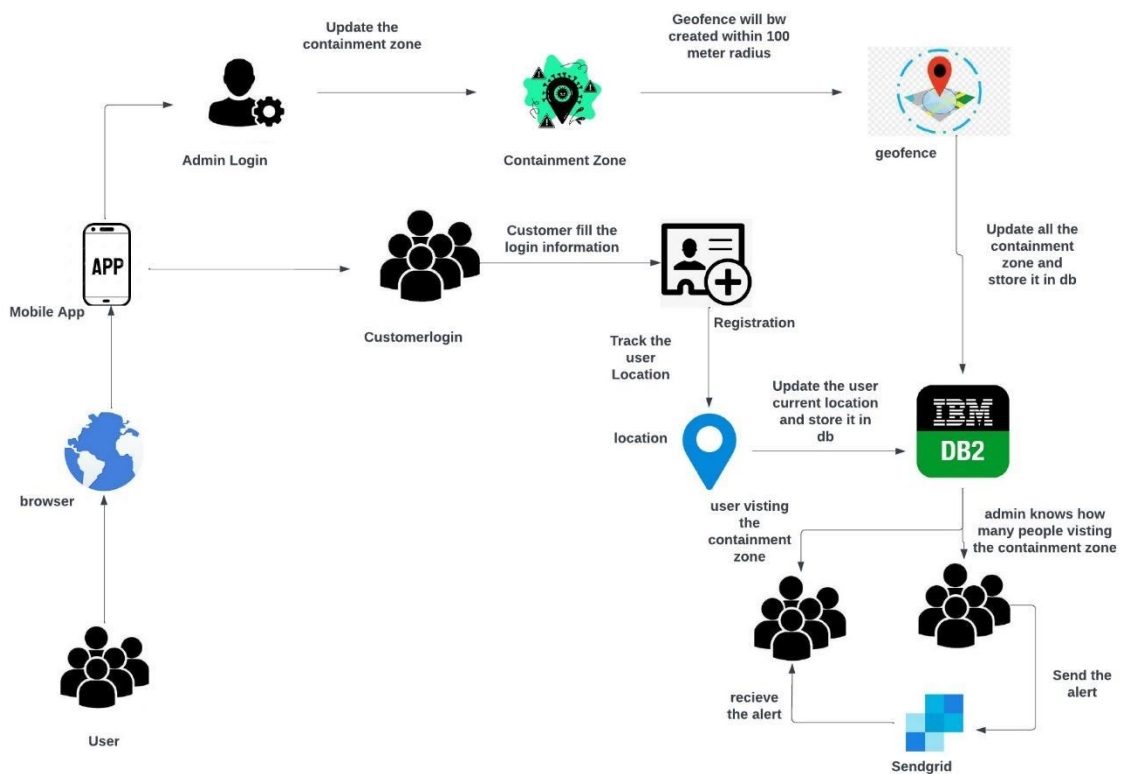 Update the
containment zone
Geofence will bw
created within 100
meter radius
Admin Login
Containment Zone
geofence
Customer fill the
login information
Update all the
containment
zone and
sttore it in db
APP
Mobile App
Customerlogin
Registration
Track the
user
Location
Update the user
current location
and store it in
db
IBM
DB2
location
browser
user visting
the
containment
zone
admin knows how
many people visting
the containment zone
Send the
alert
recieve
the alert
User
Sendgrid